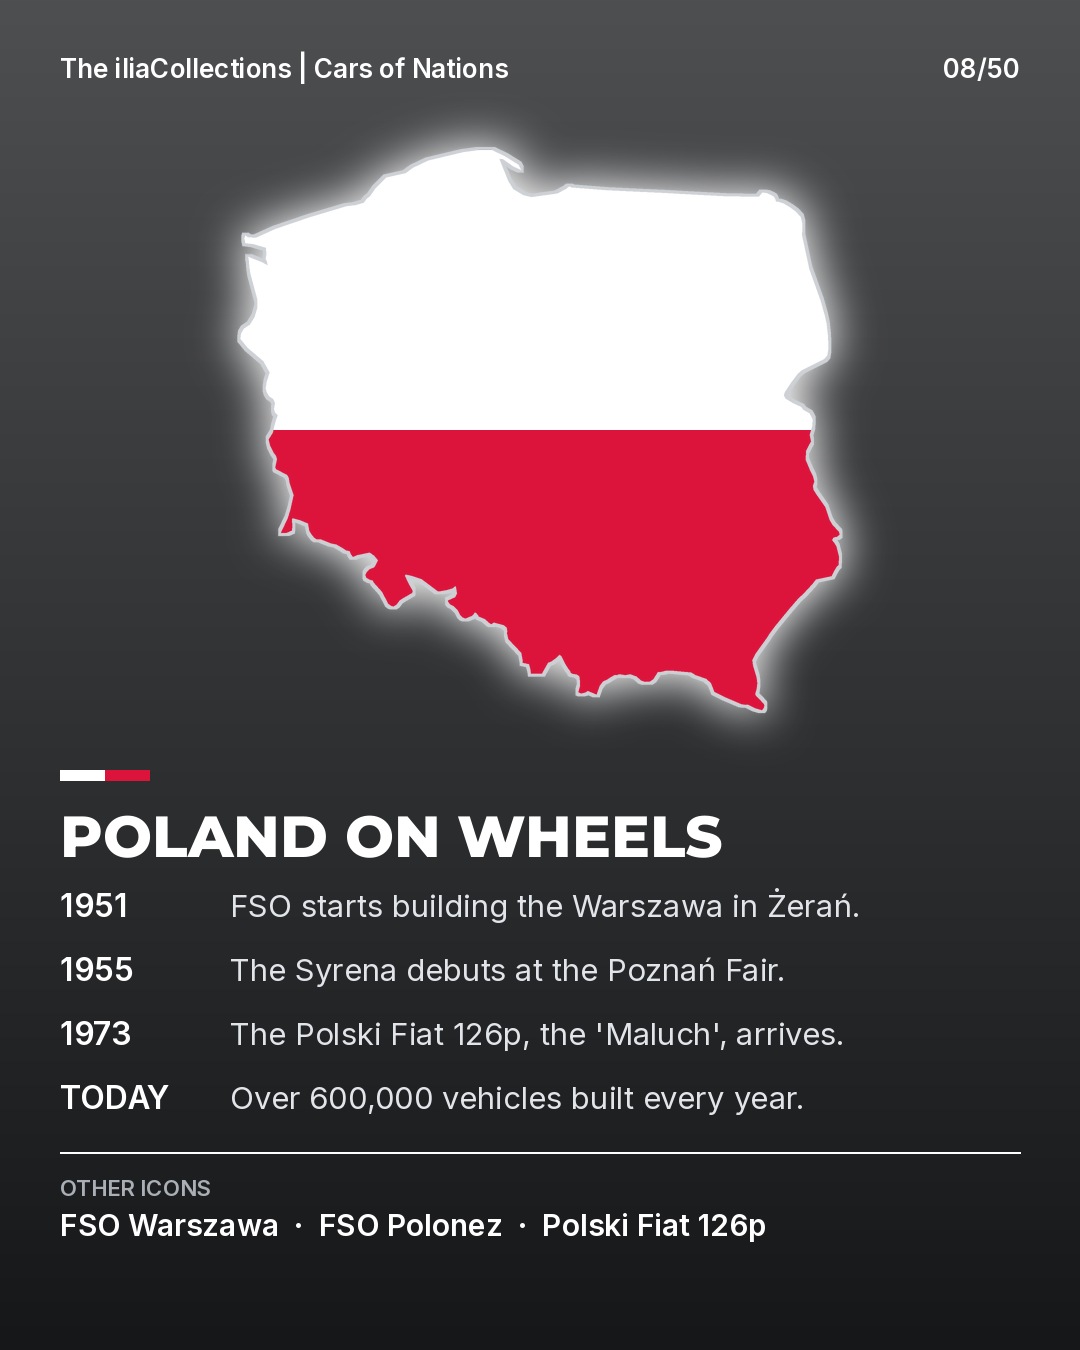 The iliaCollections | Cars of Nations
08/50
POLAND ON WHEELS
1951 FSO starts building the Warszawa in Żerań.
1955 The Syrena debuts at the Poznań Fair.
1973 The Polski Fiat 126p, the 'Maluch', arrives.
TODAY Over 600,000 vehicles built every year.
OTHER ICONS
FSO Warszawa · FSO Polonez · Polski Fiat 126p